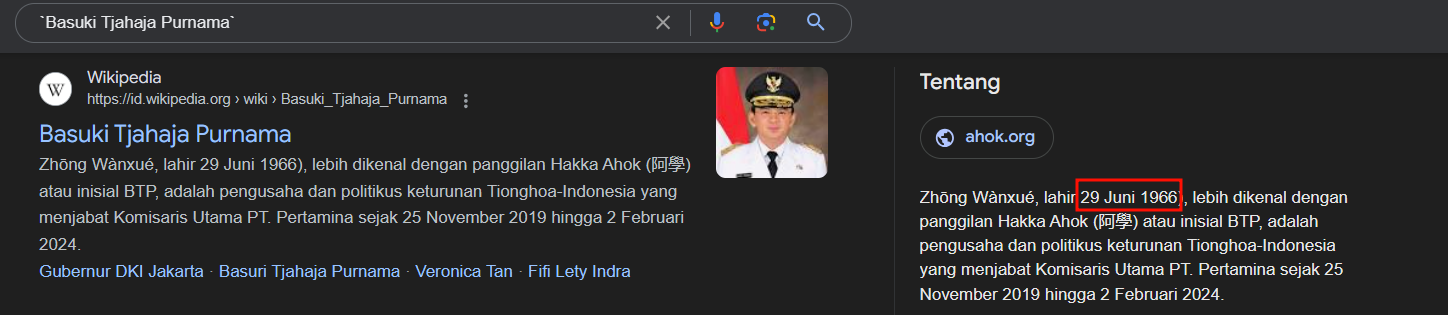 `Basuki Tjahaja Purnama`
Wikipedia
https://id.wikipedia.org › wiki › Basuki_Tjahaja_Purnama
Basuki Tjahaja Purnama
Zhōng Wànxué, lahir 29 Juni 1966), lebih dikenal dengan panggilan Hakka Ahok (阿學)
atau inisial BTP, adalah pengusaha dan politikus keturunan Tionghoa-Indonesia yang
menjabat Komisaris Utama PT. Pertamina sejak 25 November 2019 hingga 2 Februari
2024.
Gubernur DKI Jakarta · Basuri Tjahaja Purnama · Veronica Tan · Fifi Lety Indra
Tentang
ahok.org
Zhōng Wànxué, lahir 29 Juni 1966), lebih dikenal dengan
panggilan Hakka Ahok (阿學) atau inisial BTP, adalah
pengusaha dan politikus keturunan Tionghoa-Indonesia
yang menjabat Komisaris Utama PT. Pertamina sejak 25
November 2019 hingga 2 Februari 2024.